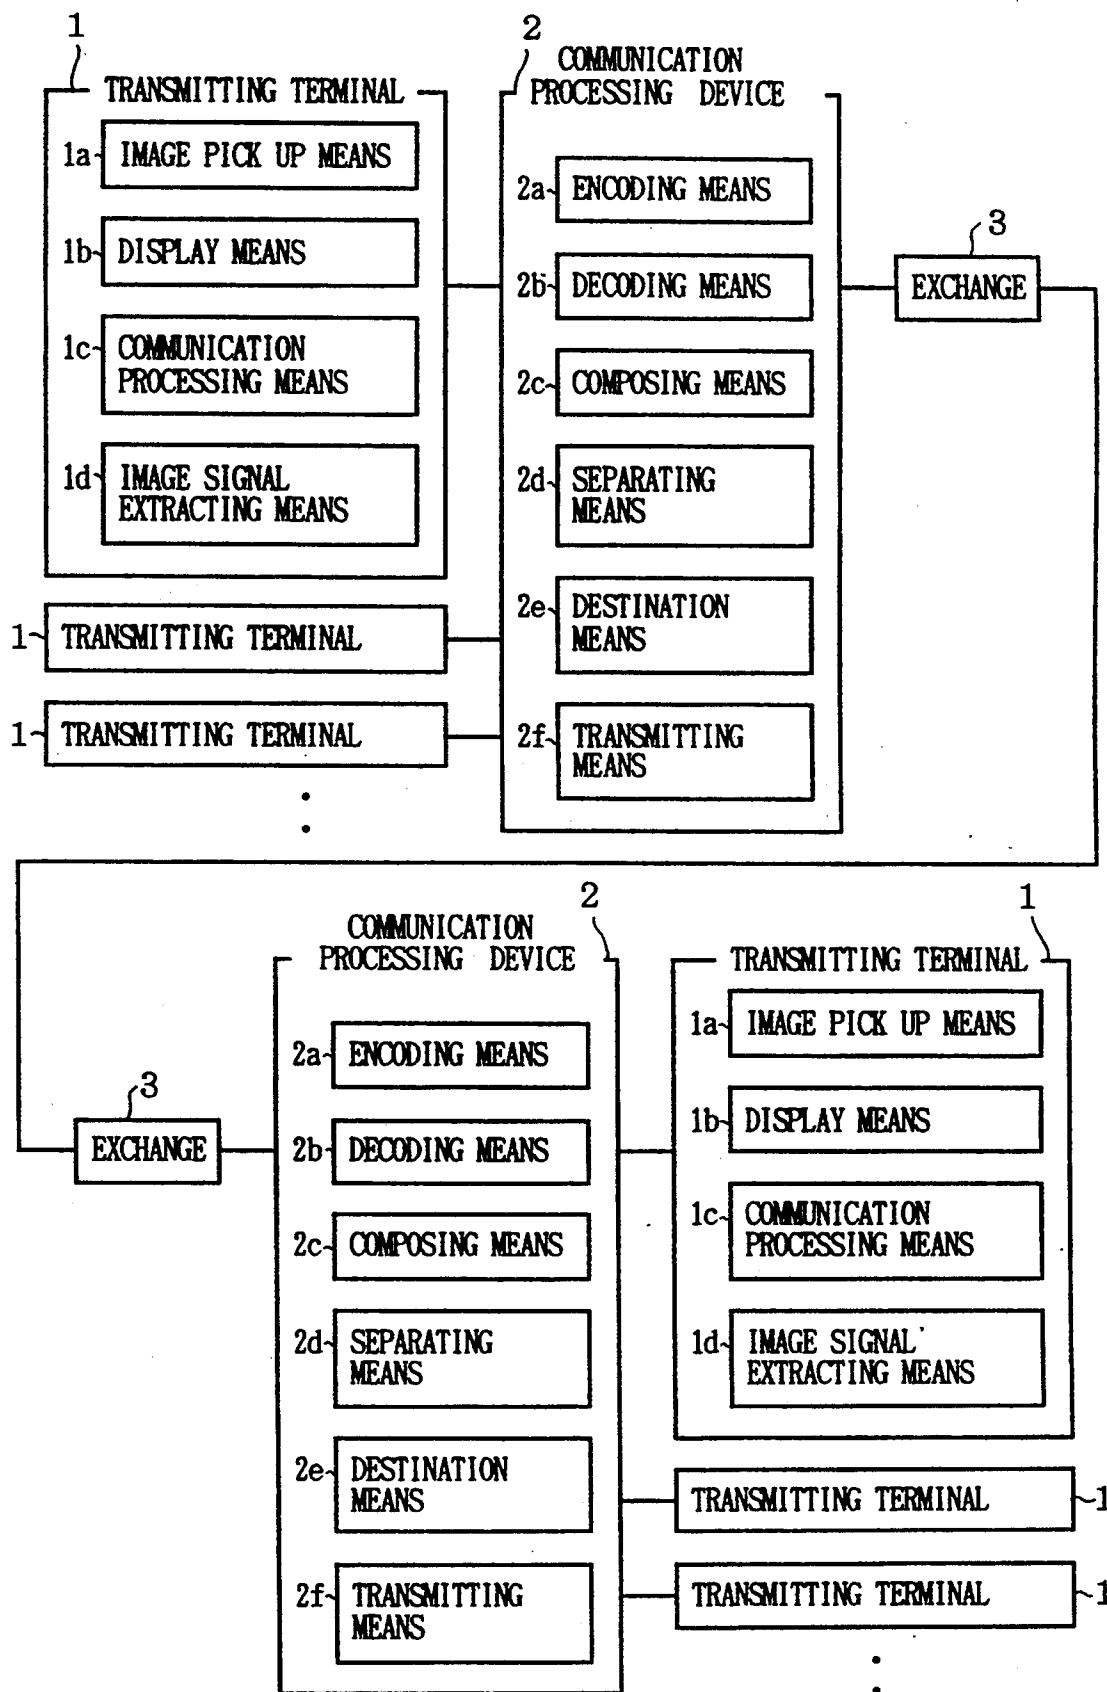 1
TRANSMITTING TERMINAL
1a
IMAGE PICK UP MEANS
1b
DISPLAY MEANS
1c
COMMUNICATION
PROCESSING MEANS
1d
IMAGE SIGNAL
EXTRACTING MEANS
1
TRANSMITTING TERMINAL
1
TRANSMITTING TERMINAL
2
COMMUNICATION
PROCESSING DEVICE
2a
ENCODING MEANS
2b
DECODING MEANS
2c
COMPOSING MEANS
2d
SEPARATING
MEANS
2e
DESTINATION
MEANS
2f
TRANSMITTING
MEANS
3
EXCHANGE
3
EXCHANGE
2
COMMUNICATION
PROCESSING DEVICE
2a
ENCODING MEANS
2b
DECODING MEANS
2c
COMPOSING MEANS
2d
SEPARATING
MEANS
2e
DESTINATION
MEANS
2f
TRANSMITTING
MEANS
1
TRANSMITTING TERMINAL
1a
IMAGE PICK UP MEANS
1b
DISPLAY MEANS
1c
COMMUNICATION
PROCESSING MEANS
1d
IMAGE SIGNAL
EXTRACTING MEANS
TRANSMITTING TERMINAL
1
TRANSMITTING TERMINAL
1